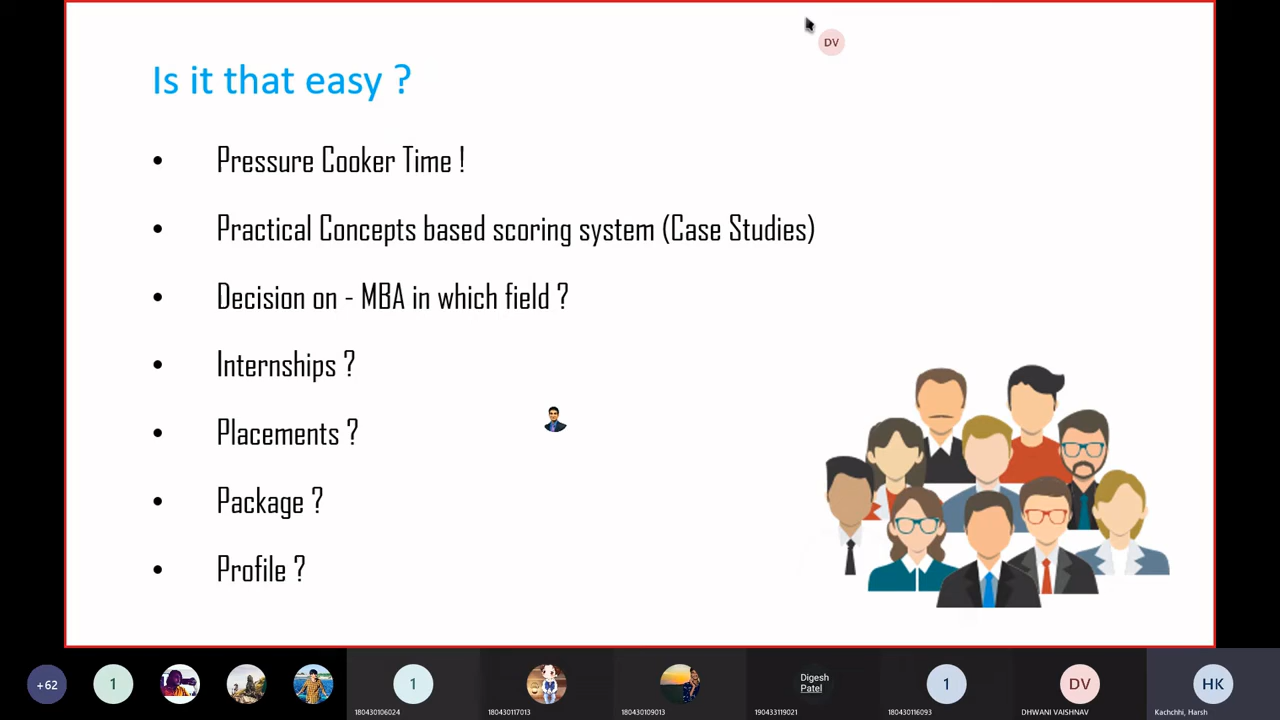 DV
Is it that easy ?
• Pressure Cooker Time !
• Practical Concepts based scoring system (Case Studies)
• Decision on - MBA in which field ?
• Internships ?
• Placements ?
• Package ?
• Profile ?
+62
1
1
180430106024
180430117013
180430109013
Digesh
Patel
190433119021
1
180430116093
DV
DHWANI VAISHNAV
HK
Kachchhi, Harsh